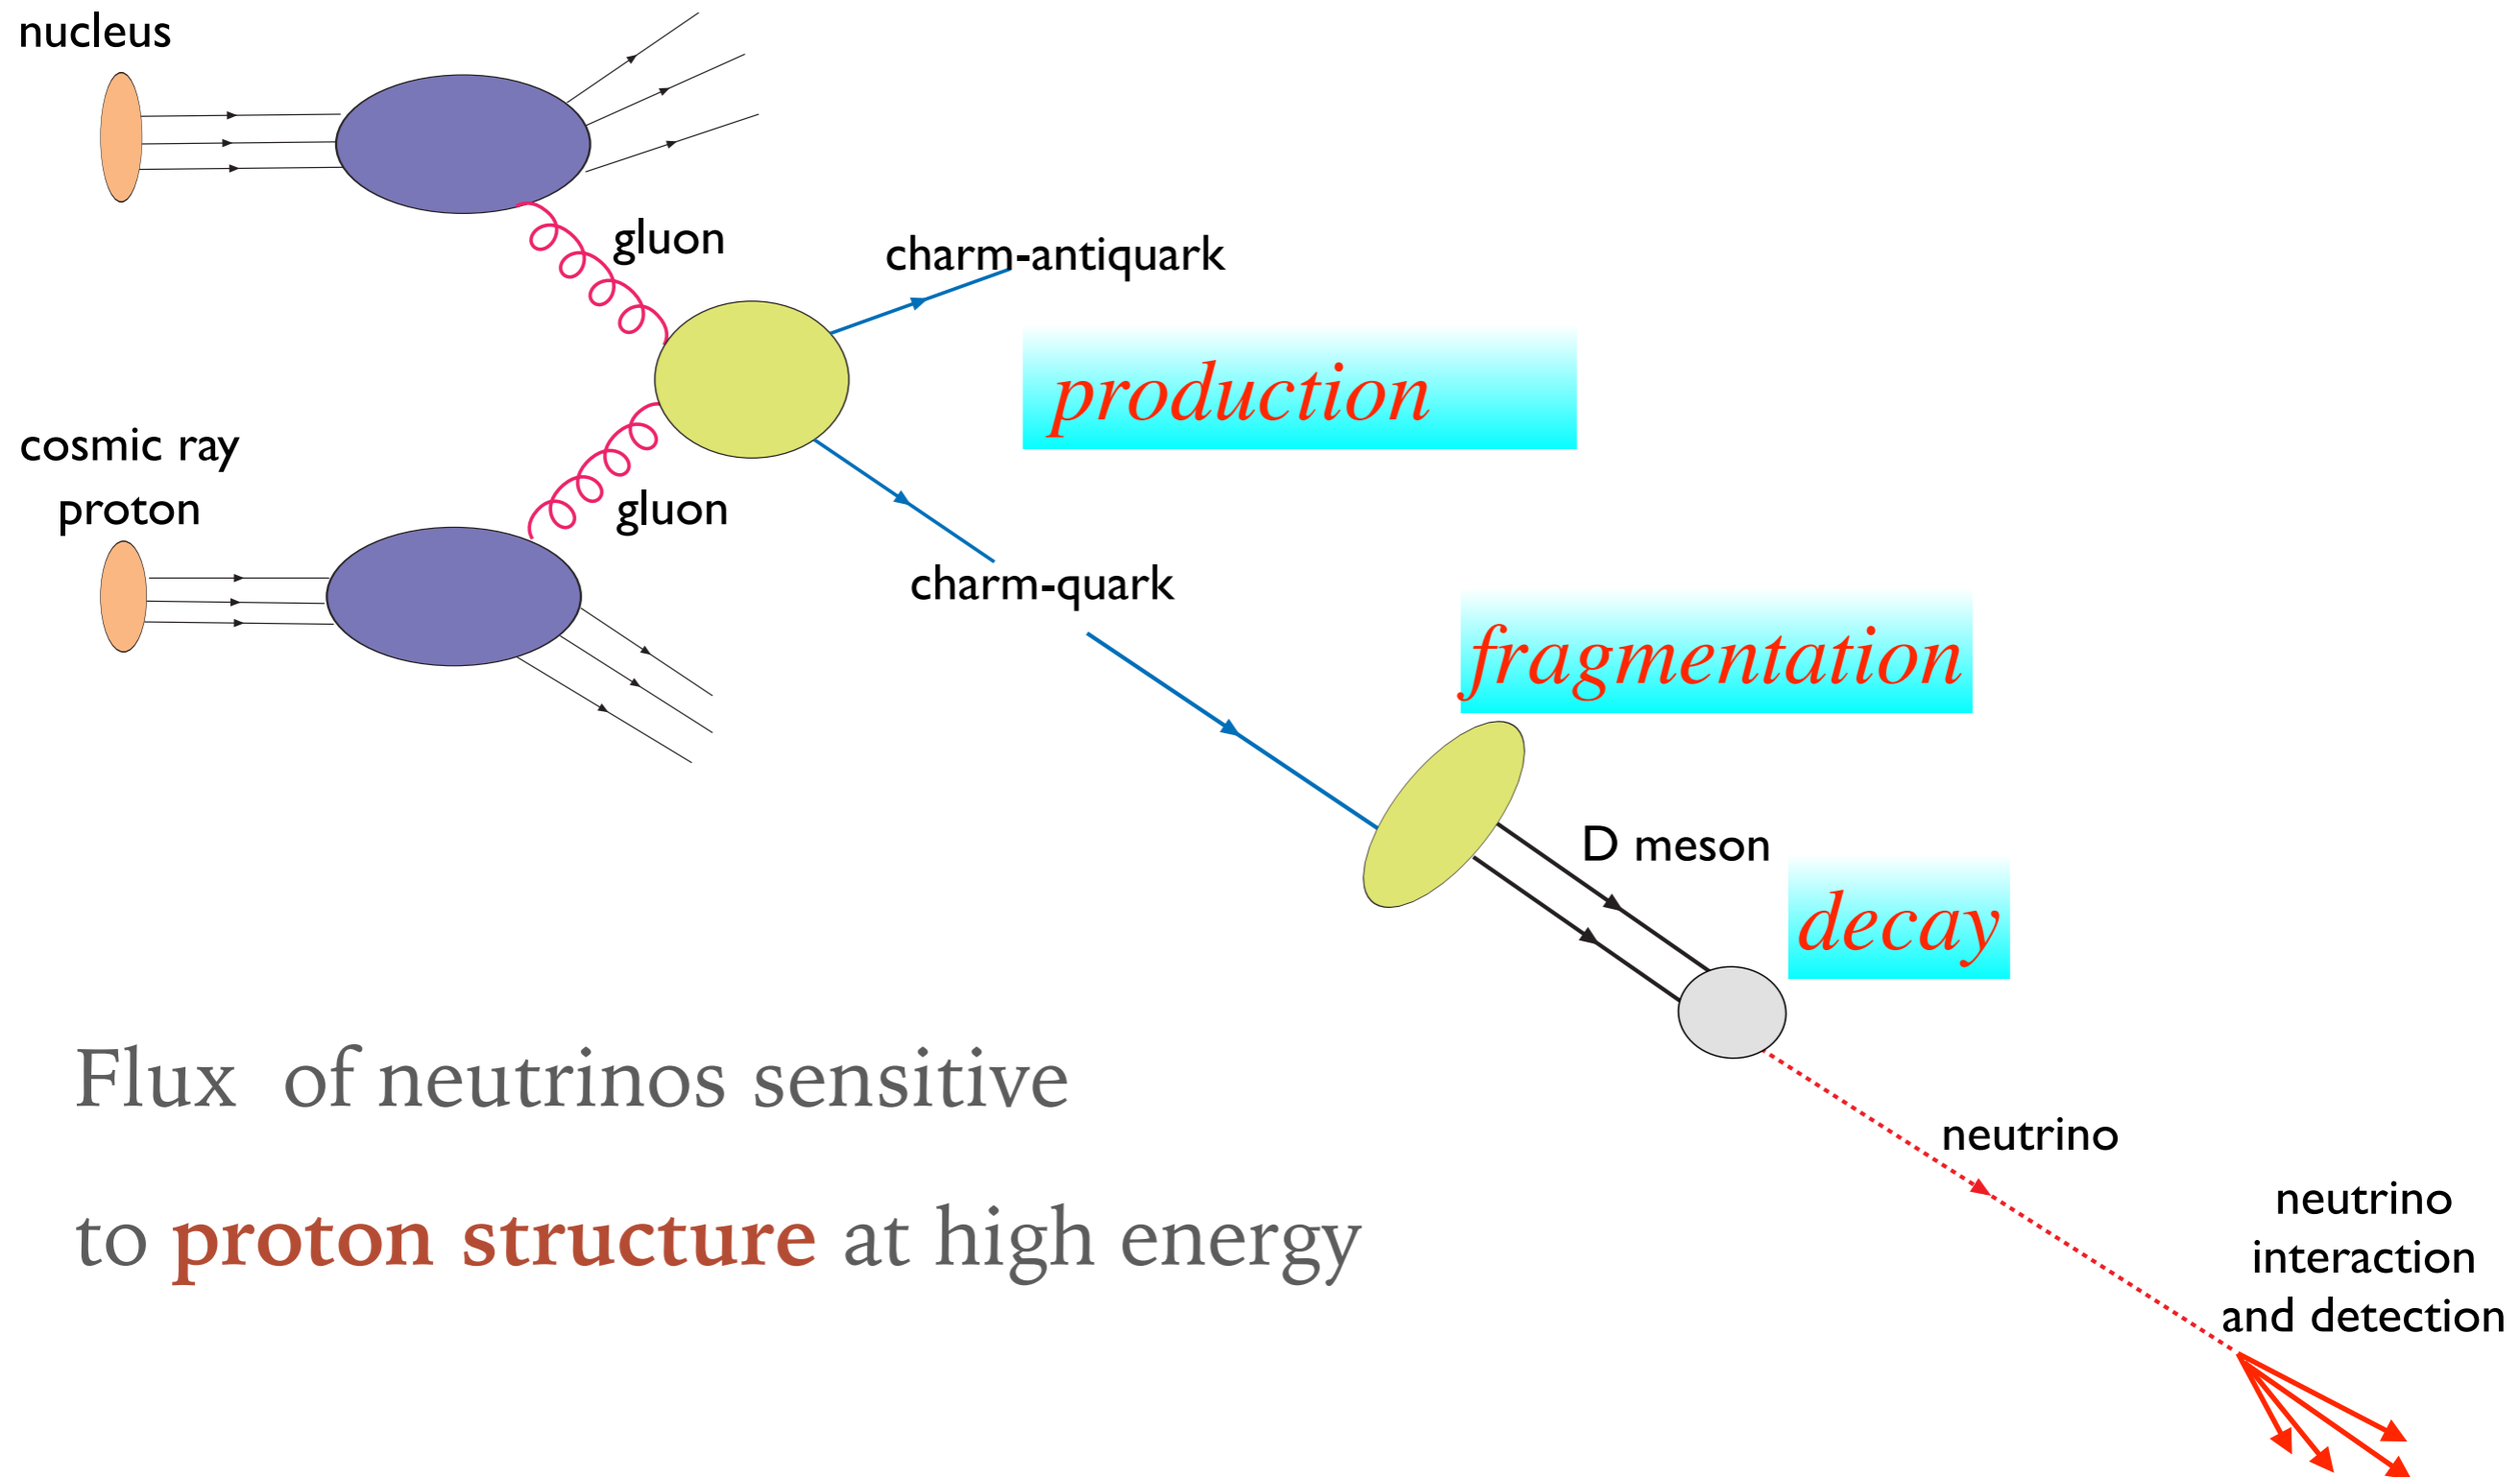 nucleus
gluon
charm-antiquark
production
cosmic ray
proton
gluon
charm-quark
fragmentation
D meson
decay
Flux of neutrinos sensitive
to proton structure at high energy
neutrino
neutrino
interaction
and detection